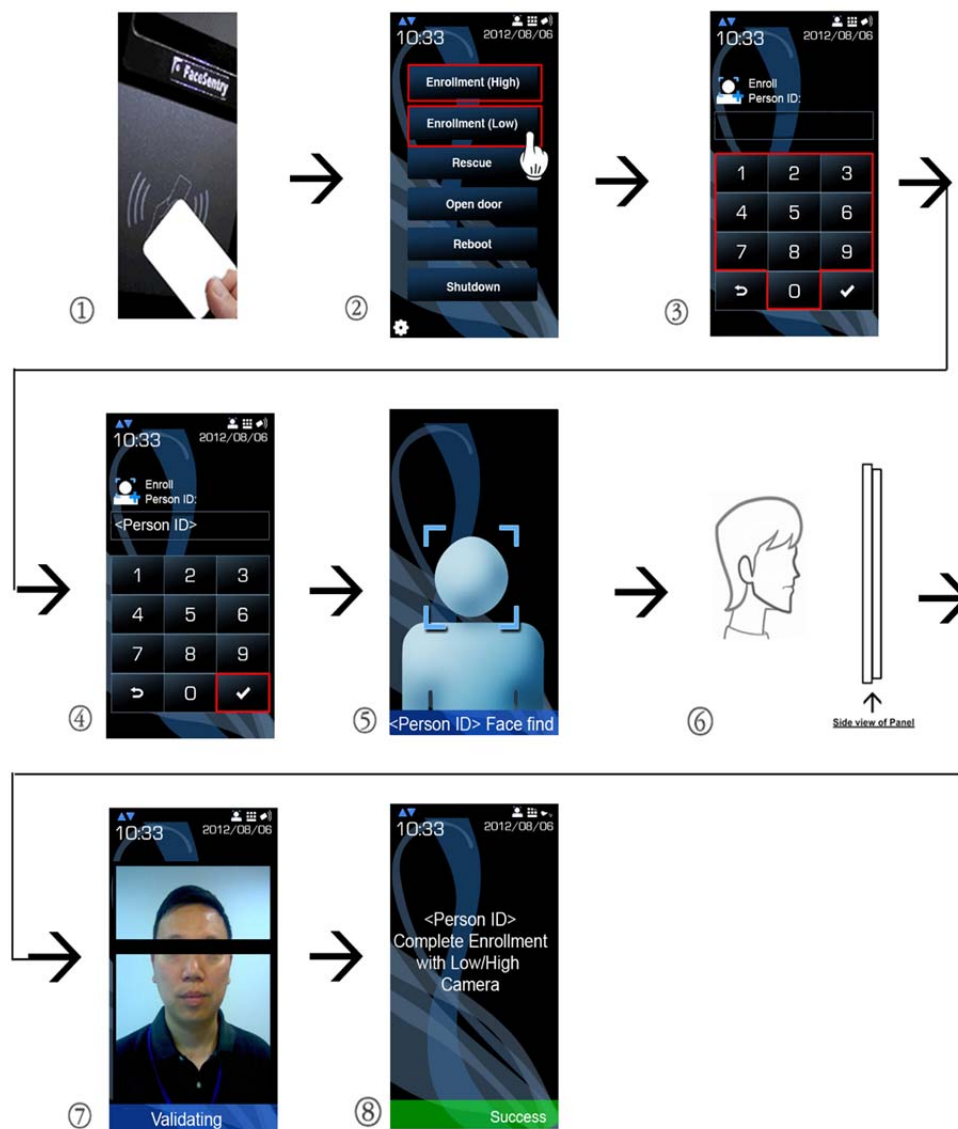 FaceSentry
①
10:33 2012/08/06
Enrollment (High)
Enrollment (Low)
Rescue
Open door
Reboot
Shutdown
②
10:33 2012/08/06
Enroll
Person ID:
1 2 3
4 5 6
7 8 9
0
③
10:33 2012/08/06
Enroll
Person ID:
<Person ID>
1 2 3
4 5 6
7 8 9
0
④
<Person ID> Face find
⑤
Side view of Panel
⑥
10:33 2012/08/06
Validating
⑦
10:33 2012/08/06
<Person ID>
Complete Enrollment
with Low/High
Camera
Success
⑧